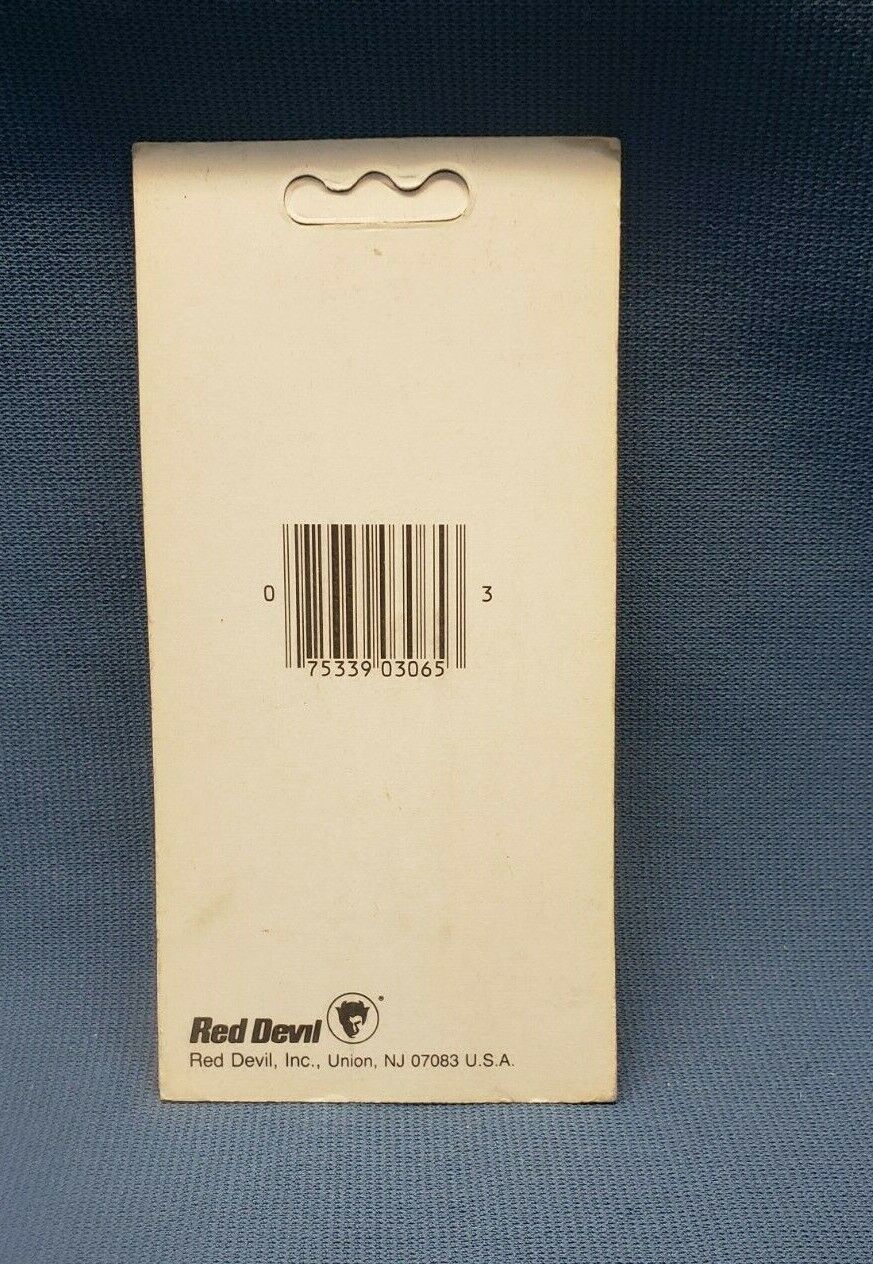 0 75339 03065 3
Red Devil ®
Red Devil, Inc., Union, NJ 07083 U.S.A.